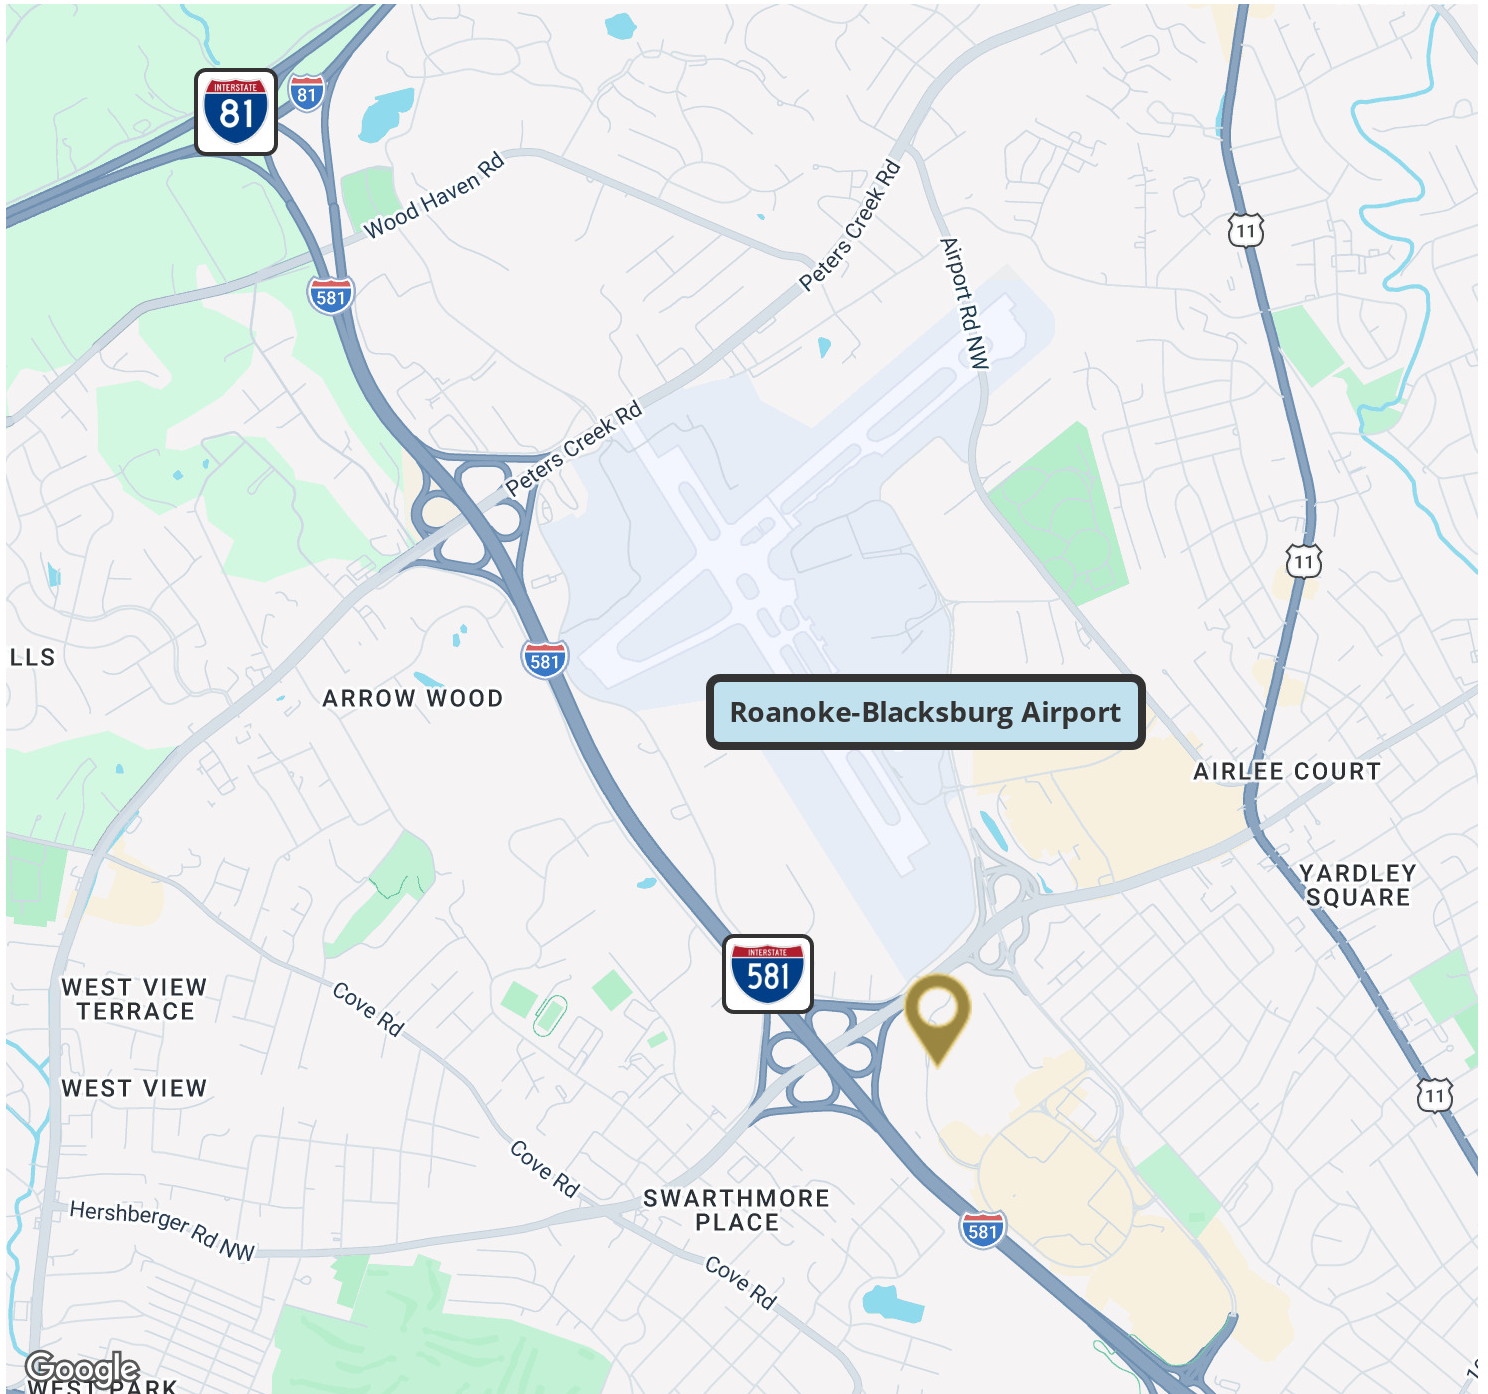 INTERSTATE
81
81
Wood Haven Rd
Peters Creek Rd
11
Airport Rd NW
581
Peters Creek Rd
11
LLS
581
ARROW WOOD
Roanoke-Blacksburg Airport
AIRLEE COURT
YARDLEY
SQUARE
INTERSTATE
581
WEST VIEW
TERRACE
Cove Rd
WEST VIEW
11
Cove Rd
SWARTHMORE
PLACE
Hershberger Rd NW
581
Cove Rd
Google
WEST PARK